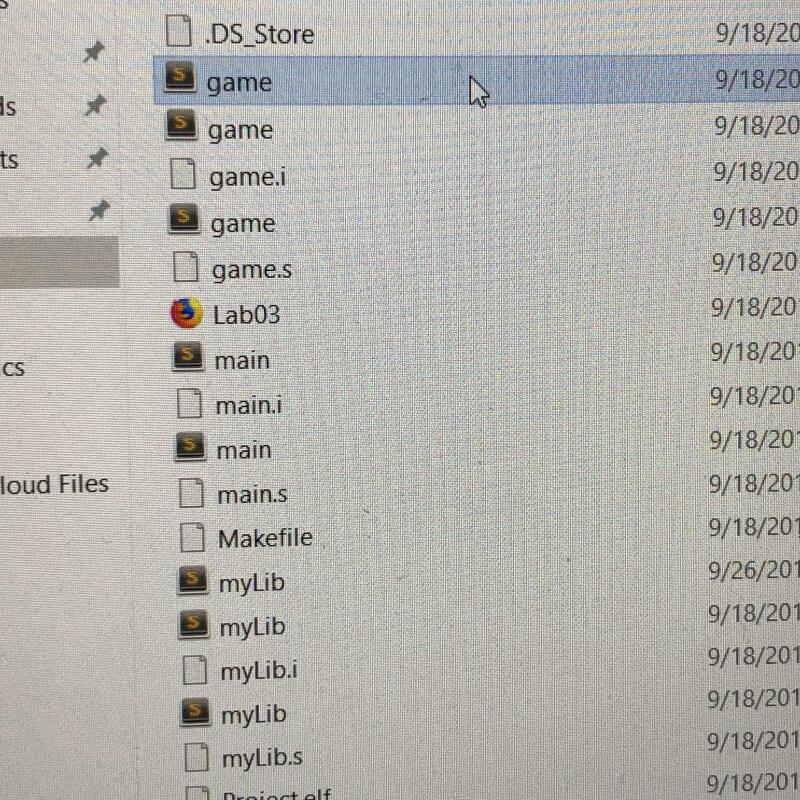 .DS_Store 9/18/20
game 9/18/20
ds game 9/18/20
game.i 9/18/20
ts game 9/18/20
game.s 9/18/20
Lab03 9/18/20
cs main 9/18/201
main.i 9/18/201
main 9/18/201
loud Files main.s 9/18/201
Makefile 9/18/201
myLib 9/26/201
myLib 9/18/201
myLib.i 9/18/201
myLib 9/18/201
myLib.s 9/18/201
Project.elf 9/18/201